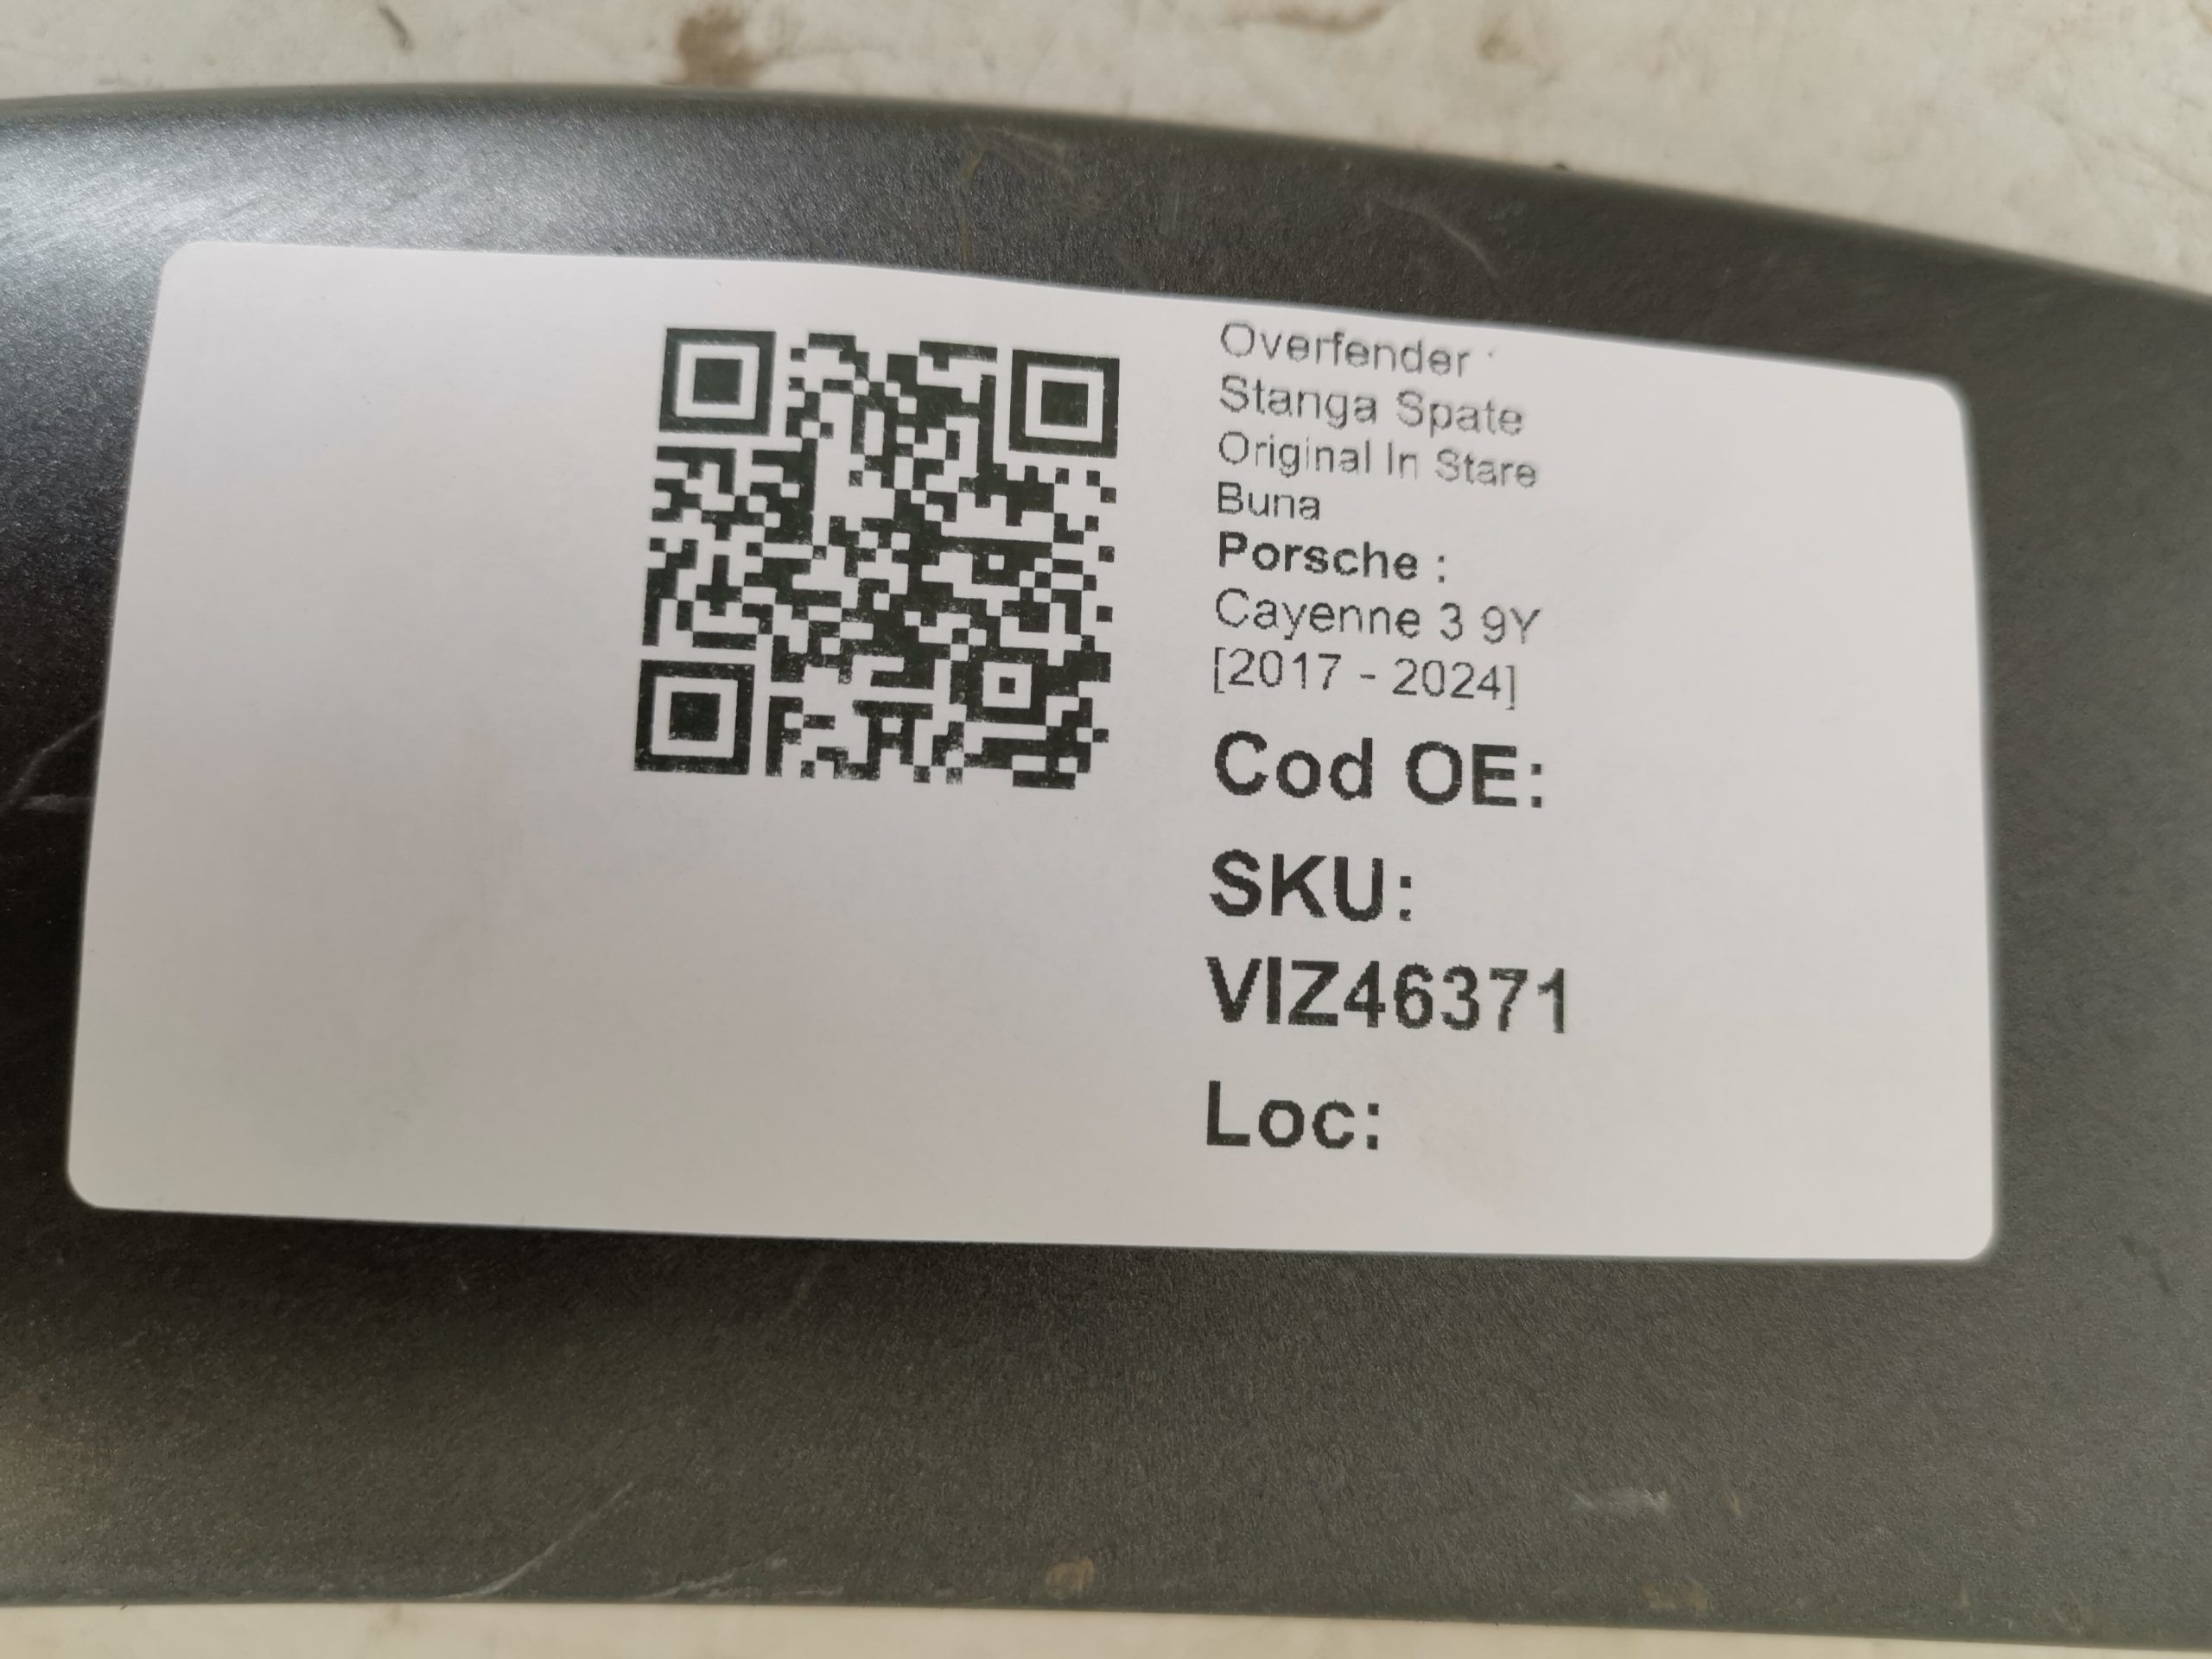 Overfender
Stanga Spate
Original In Stare
Buna
Porsche :
Cayenne 3 9Y
[2017 - 2024]
Cod OE:
SKU:
VIZ46371
Loc: